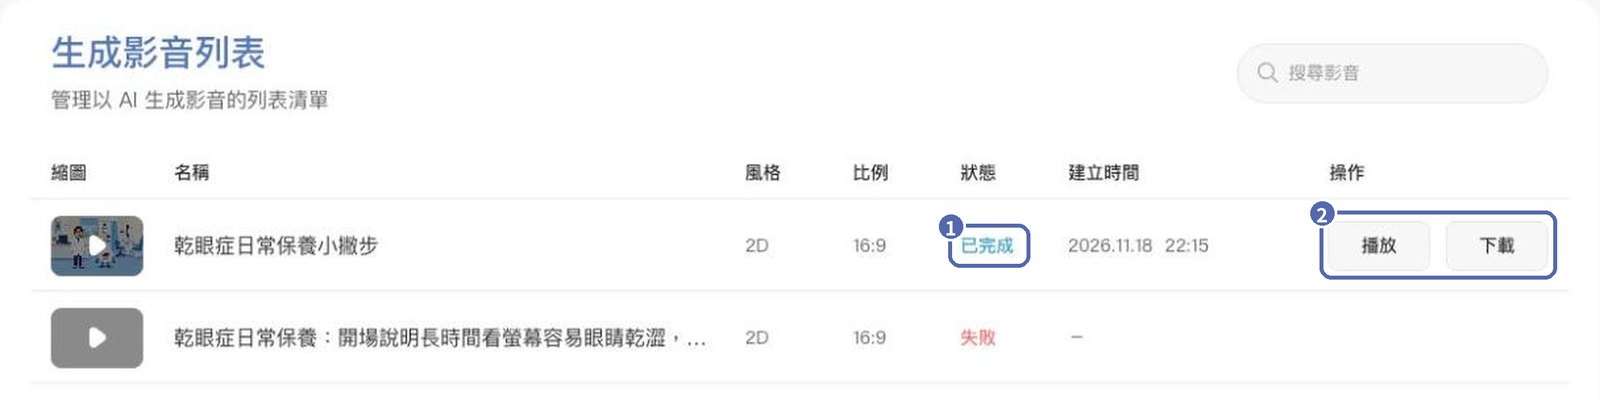 生成影音列表
管理以 AI 生成影音的列表清單
搜尋影音
縮圖 名稱 風格 比例 狀態 建立時間 操作
乾眼症日常保養小撇步 2D 16:9 1 已完成 2026.11.18 22:15 2 播放 下載
乾眼症日常保養：開場說明長時間看螢幕容易眼睛乾澀，... 2D 16:9 失敗 –